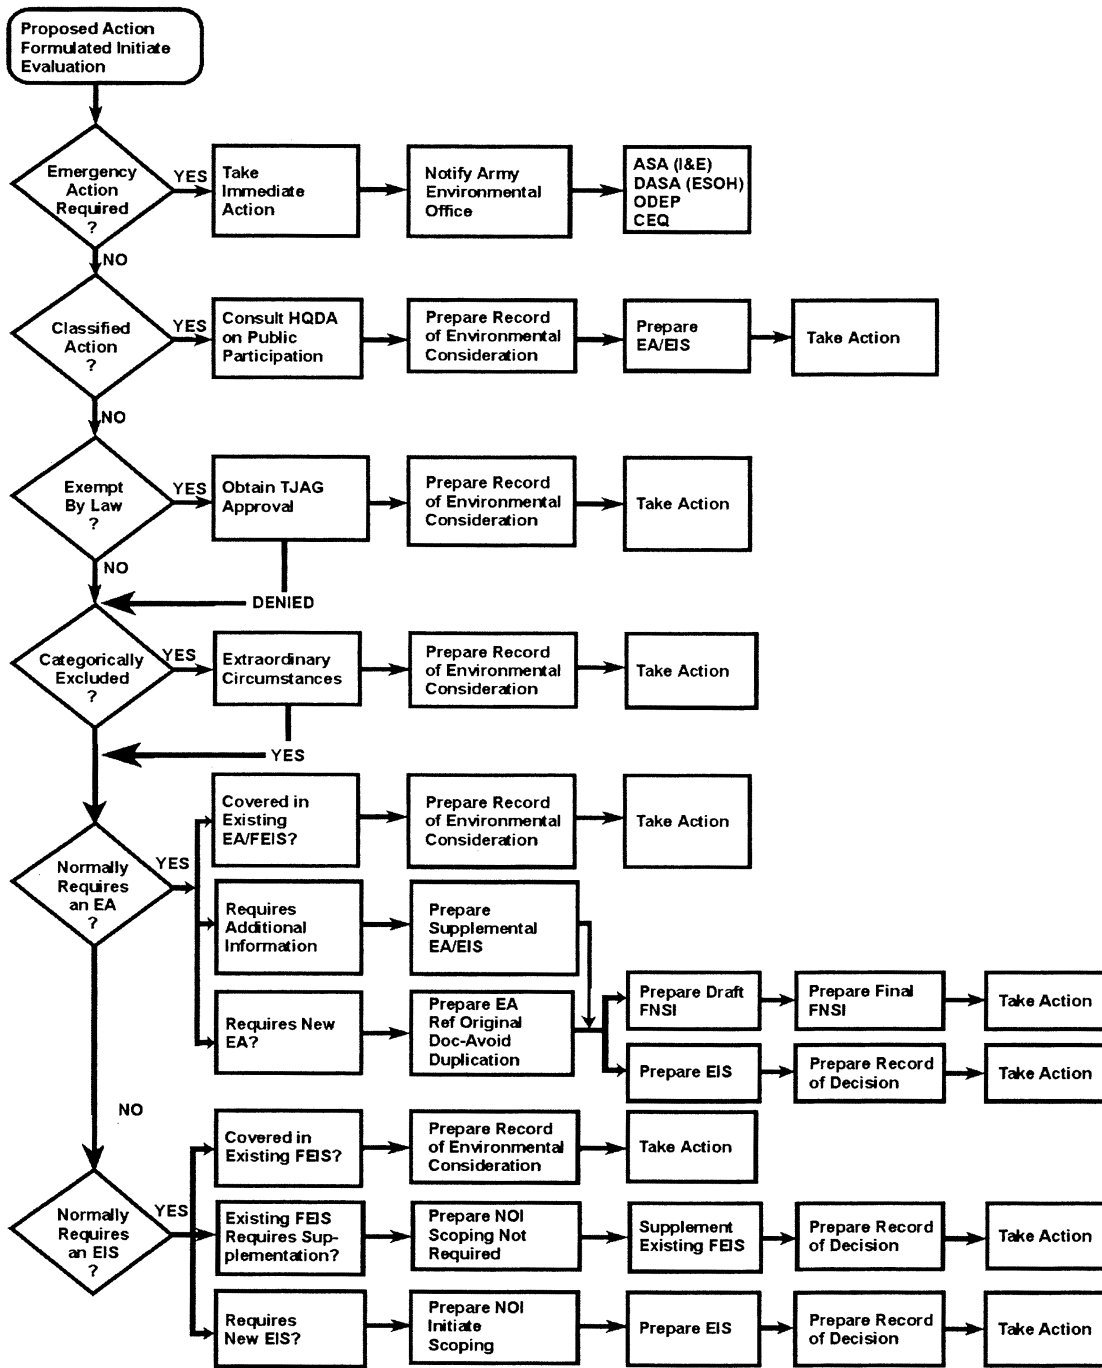 Proposed Action
Formulated Initiate
Evaluation
Emergency
Action
Required
?
YES
Take
Immediate
Action
Notify Army
Environmental
Office
ASA (I&E)
DASA (ESOH)
ODEP
CEQ
NO
Classified
Action
?
YES
Consult HQDA
on Public
Participation
Prepare Record
of Environmental
Consideration
Prepare
EA/EIS
Take Action
NO
Exempt
By Law
?
YES
Obtain TJAG
Approval
Prepare Record
of Environmental
Consideration
Take Action
NO
DENIED
Categorically
Excluded
?
YES
Extraordinary
Circumstances
Prepare Record
of Environmental
Consideration
Take Action
YES
Normally
Requires
an EA
?
YES
Covered in
Existing
EA/FEIS?
Prepare Record
of Environmental
Consideration
Take Action
Requires
Additional
Information
Prepare
Supplemental
EA/EIS
Requires New
EA?
Prepare EA
Ref Original
Doc-Avoid
Duplication
Prepare Draft
FNSI
Prepare Final
FNSI
Take Action
Prepare EIS
Prepare Record
of Decision
Take Action
NO
Normally
Requires
an EIS
?
YES
Covered in
Existing FEIS?
Prepare Record
of Environmental
Consideration
Take Action
Existing FEIS
Requires Sup-
plementation?
Prepare NOI
Scoping Not
Required
Supplement
Existing FEIS
Prepare Record
of Decision
Take Action
Requires
New EIS?
Prepare NOI
Initiate
Scoping
Prepare EIS
Prepare Record
of Decision
Take Action